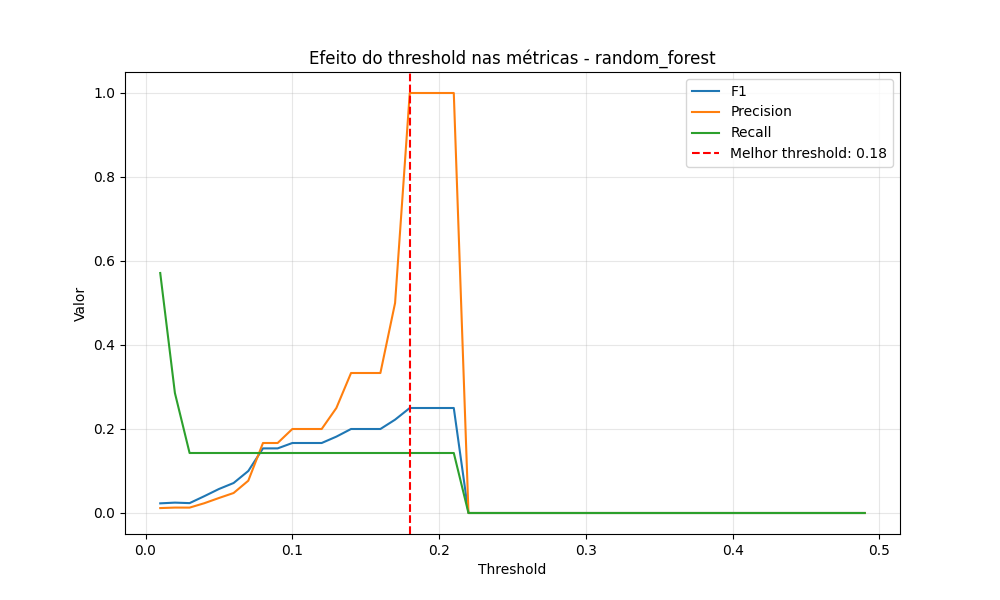 Efeito do threshold nas métricas - random_forest
F1
Precision
Recall
Melhor threshold: 0.18
Valor
1.0
0.8
0.6
0.4
0.2
0.0
0.0 0.1 0.2 0.3 0.4 0.5
Threshold